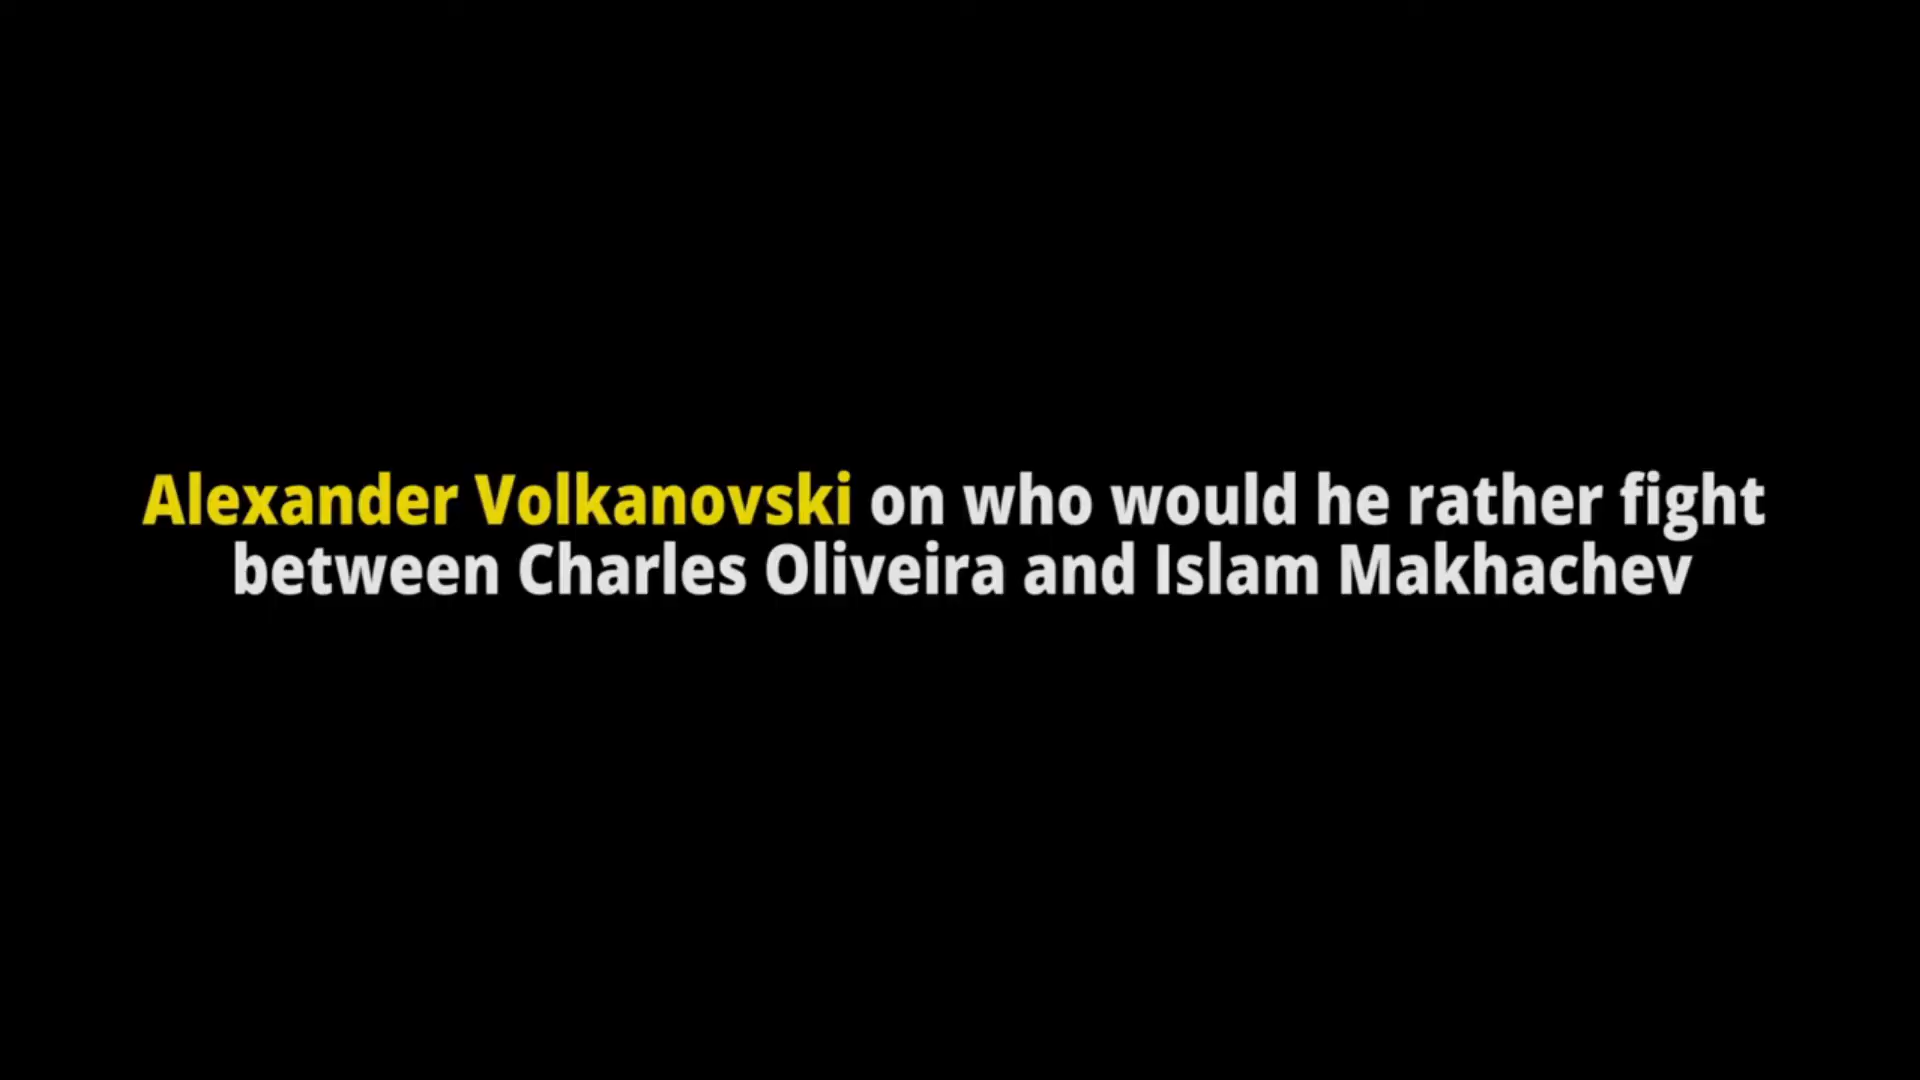 Alexander Volkanovski on who would he rather fight
between Charles Oliveira and Islam Makhachev